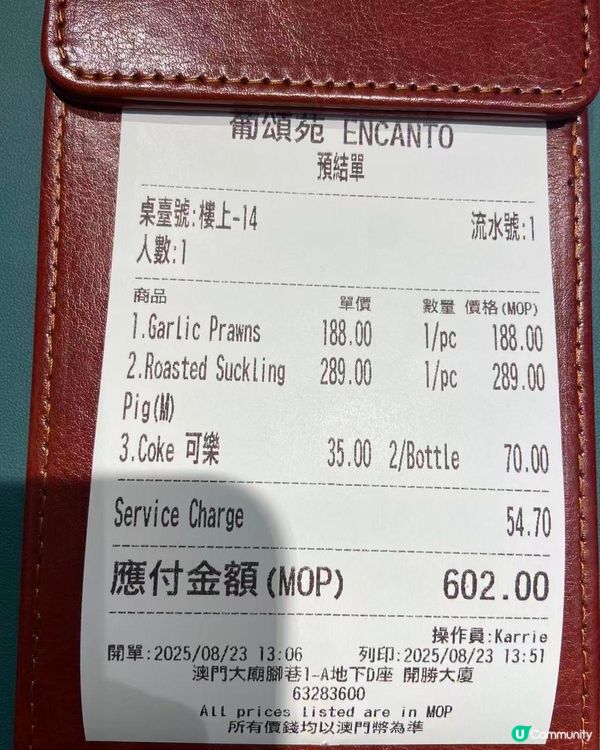 葡頌苑 ENCANTO
預結單
桌臺號:樓上-14 流水號:1
人數:1
商品 單價 數量 價格(MOP)
1.Garlic Prawns 188.00 1/pc 188.00
2.Roasted Suckling 289.00 1/pc 289.00
Pig(M)
3.Coke 可樂 35.00 2/Bottle 70.00
Service Charge 54.70
應付金額(MOP) 602.00
操作員:Karrie
開單:2025/08/23 13:06 列印:2025/08/23 13:51
澳門大廟腳巷1-A地下D座 開勝大廈
63283600
All prices listed are in MOP
所有價錢均以澳門幣為準
U Community